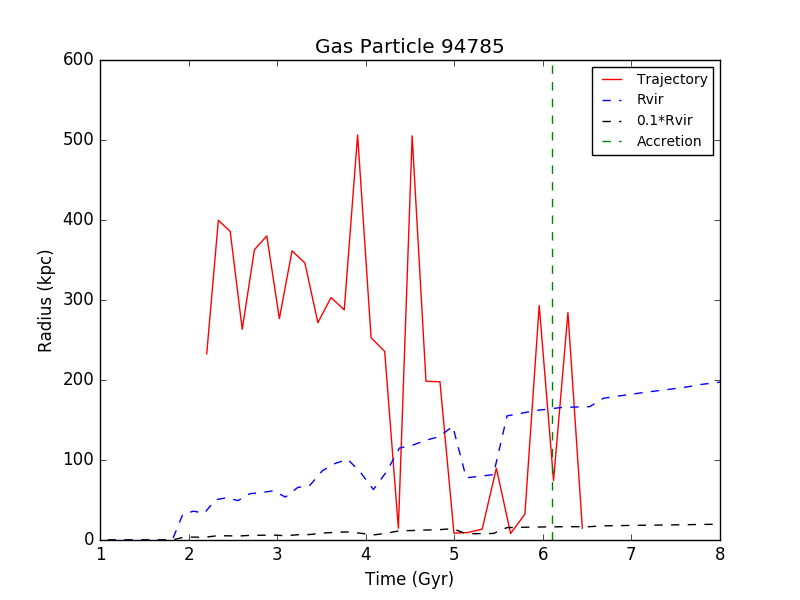 Gas Particle 94785
600
500
400
300
200
100
0
Radius (kpc)
1 2 3 4 5 6 7 8
Time (Gyr)
Trajectory
Rvir
0.1*Rvir
Accretion